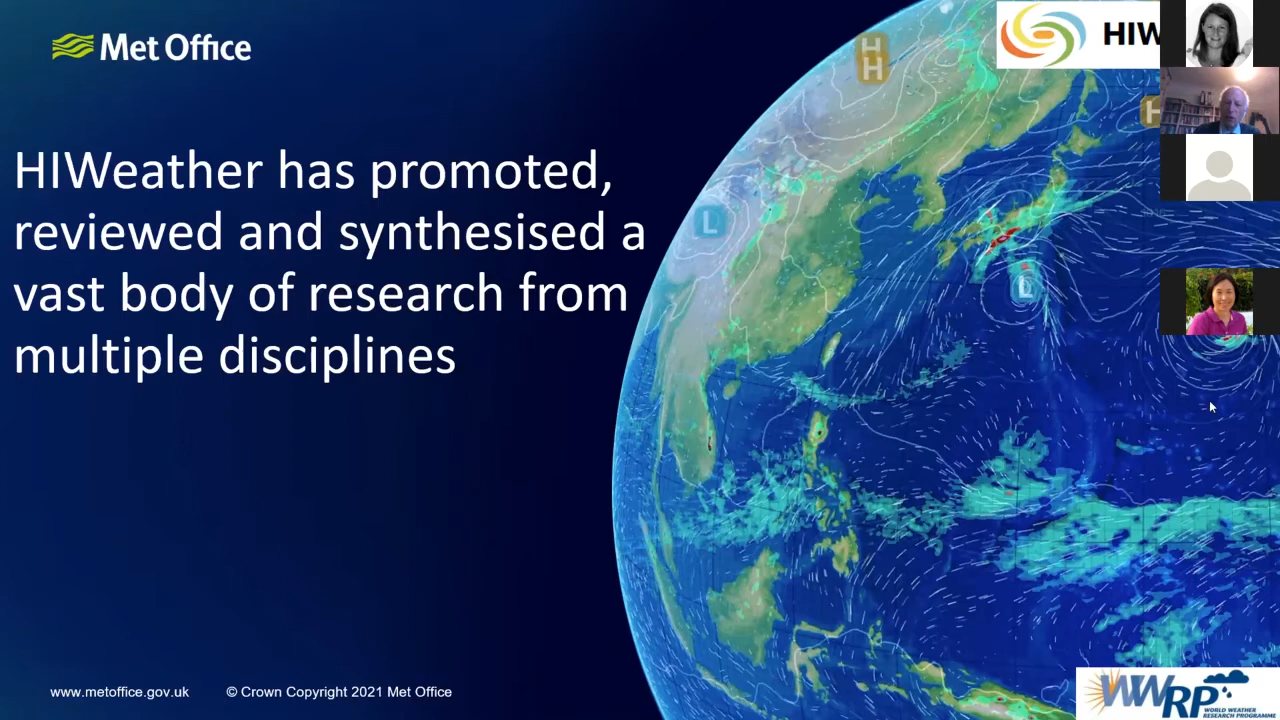 Met Office
HIW
H
H
H
L
L
HIWeather has promoted,
reviewed and synthesised a
vast body of research from
multiple disciplines
www.metoffice.gov.uk © Crown Copyright 2021 Met Office
WWRP
WORLD WEATHER
RESEARCH PROGRAMME